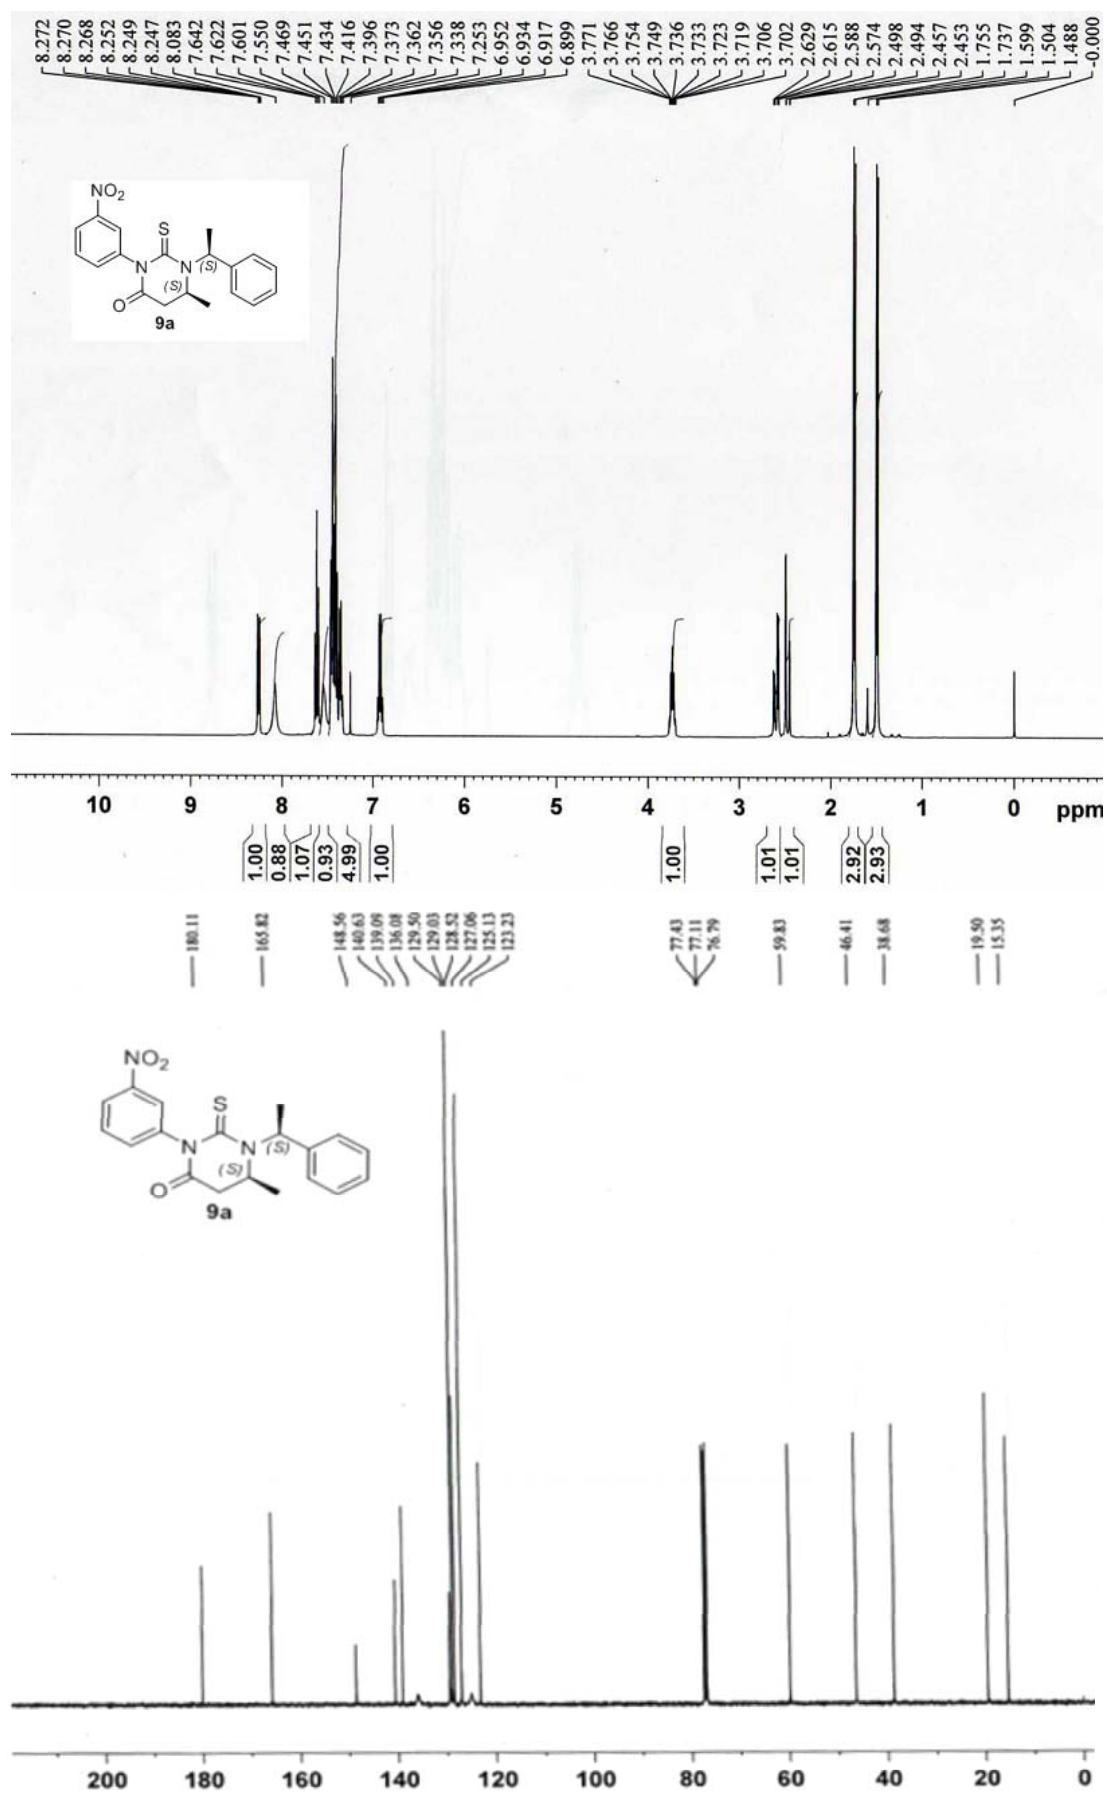 8.272 8.270 8.268 8.252 8.249 8.247 8.083 7.642 7.622 7.601 7.550 7.469 7.451 7.434 7.416 7.396 7.373 7.362 7.356 7.338 7.253 6.952 6.934 6.917 6.899 3.771 3.766 3.754 3.749 3.736 3.733 3.723 3.719 3.706 3.702 2.629 2.615 2.588 2.574 2.498 2.494 2.457 2.453 1.755 1.737 1.599 1.504 1.488 -0.000
NO2
S
N N (S)
(S)
O
9a
10 9 8 7 6 5 4 3 2 1 0 ppm
1.00 0.88 1.07 0.93 4.99 1.00 1.00 1.01 1.01 2.92 2.93
180.11 165.82 148.56 140.63 139.09 136.08 129.50 129.03 128.52 127.06 125.13 123.23 77.43 77.11 76.79 59.83 46.41 38.68 19.50 15.35
NO2
S
N N (S)
(S)
O
9a
200 180 160 140 120 100 80 60 40 20 0